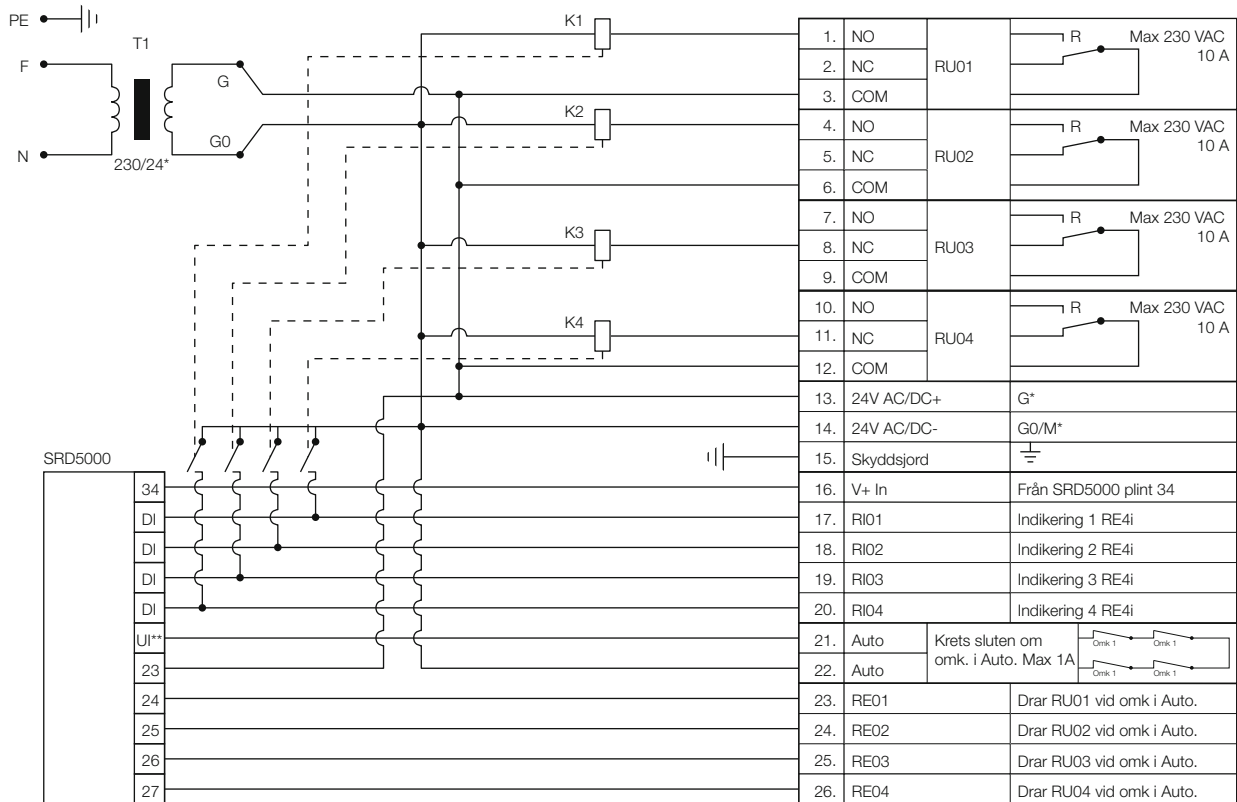 PE
T1
F
G
G0
N
230/24*
K1
K2
K3
K4
1. NO
2. NC RU01
3. COM
R Max 230 VAC
10 A
4. NO
5. NC RU02
6. COM
R Max 230 VAC
10 A
7. NO
8. NC RU03
9. COM
R Max 230 VAC
10 A
10. NO
11. NC RU04
12. COM
R Max 230 VAC
10 A
13. 24V AC/DC+ G*
14. 24V AC/DC- G0/M*
15. Skyddsjord
16. V+ In Från SRD5000 plint 34
17. RI01 Indikering 1 RE4i
18. RI02 Indikering 2 RE4i
19. RI03 Indikering 3 RE4i
20. RI04 Indikering 4 RE4i
21. Auto
22. Auto
Krets sluten om
omk. i Auto. Max 1A
Omk 1 Omk 1
Omk 1 Omk 1
23. RE01 Drar RU01 vid omk i Auto.
24. RE02 Drar RU02 vid omk i Auto.
25. RE03 Drar RU03 vid omk i Auto.
26. RE04 Drar RU04 vid omk i Auto.
SRD5000
34
DI
DI
DI
DI
UI**
23
24
25
26
27